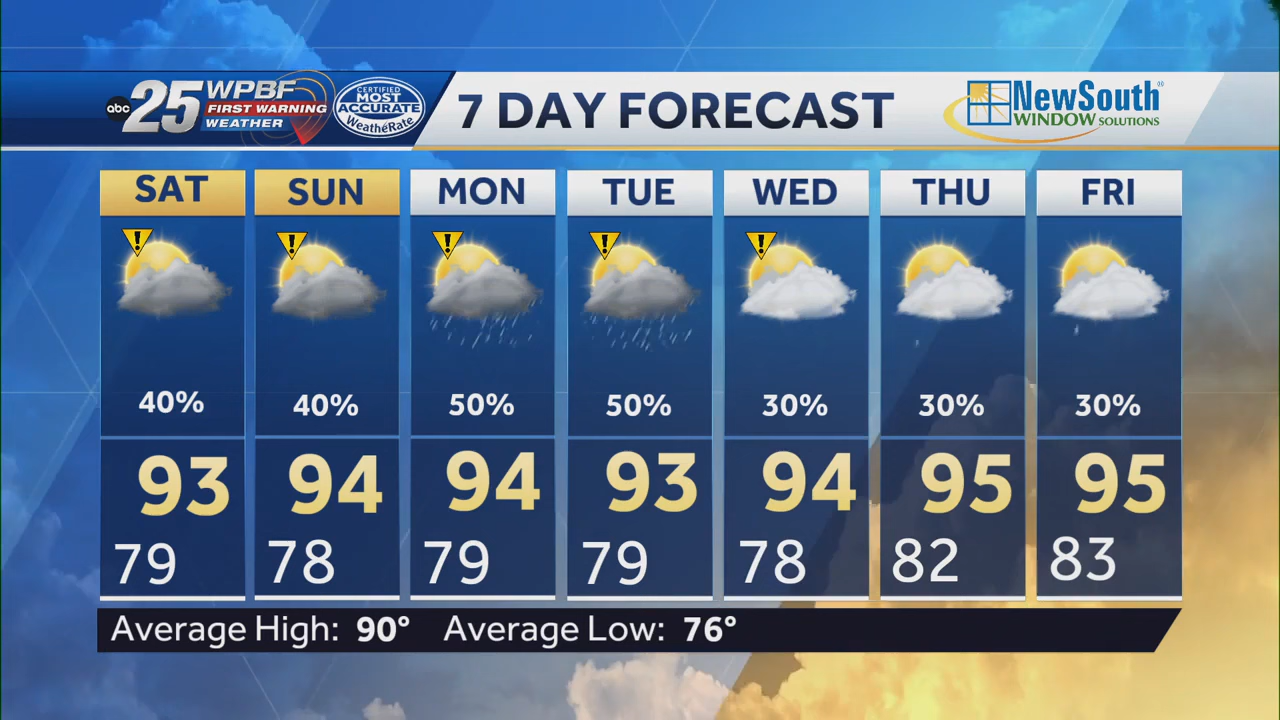 abc 25 WPBF
FIRST WARNING
WEATHER
CERTIFIED
MOST
ACCURATE
WeatheRate
7 DAY FORECAST
NewSouth
WINDOW SOLUTIONS
SAT SUN MON TUE WED THU FRI
! ! ! ! !
40% 40% 50% 50% 30% 30% 30%
93 94 94 93 94 95 95
79 78 79 79 78 82 83
Average High: 90° Average Low: 76°